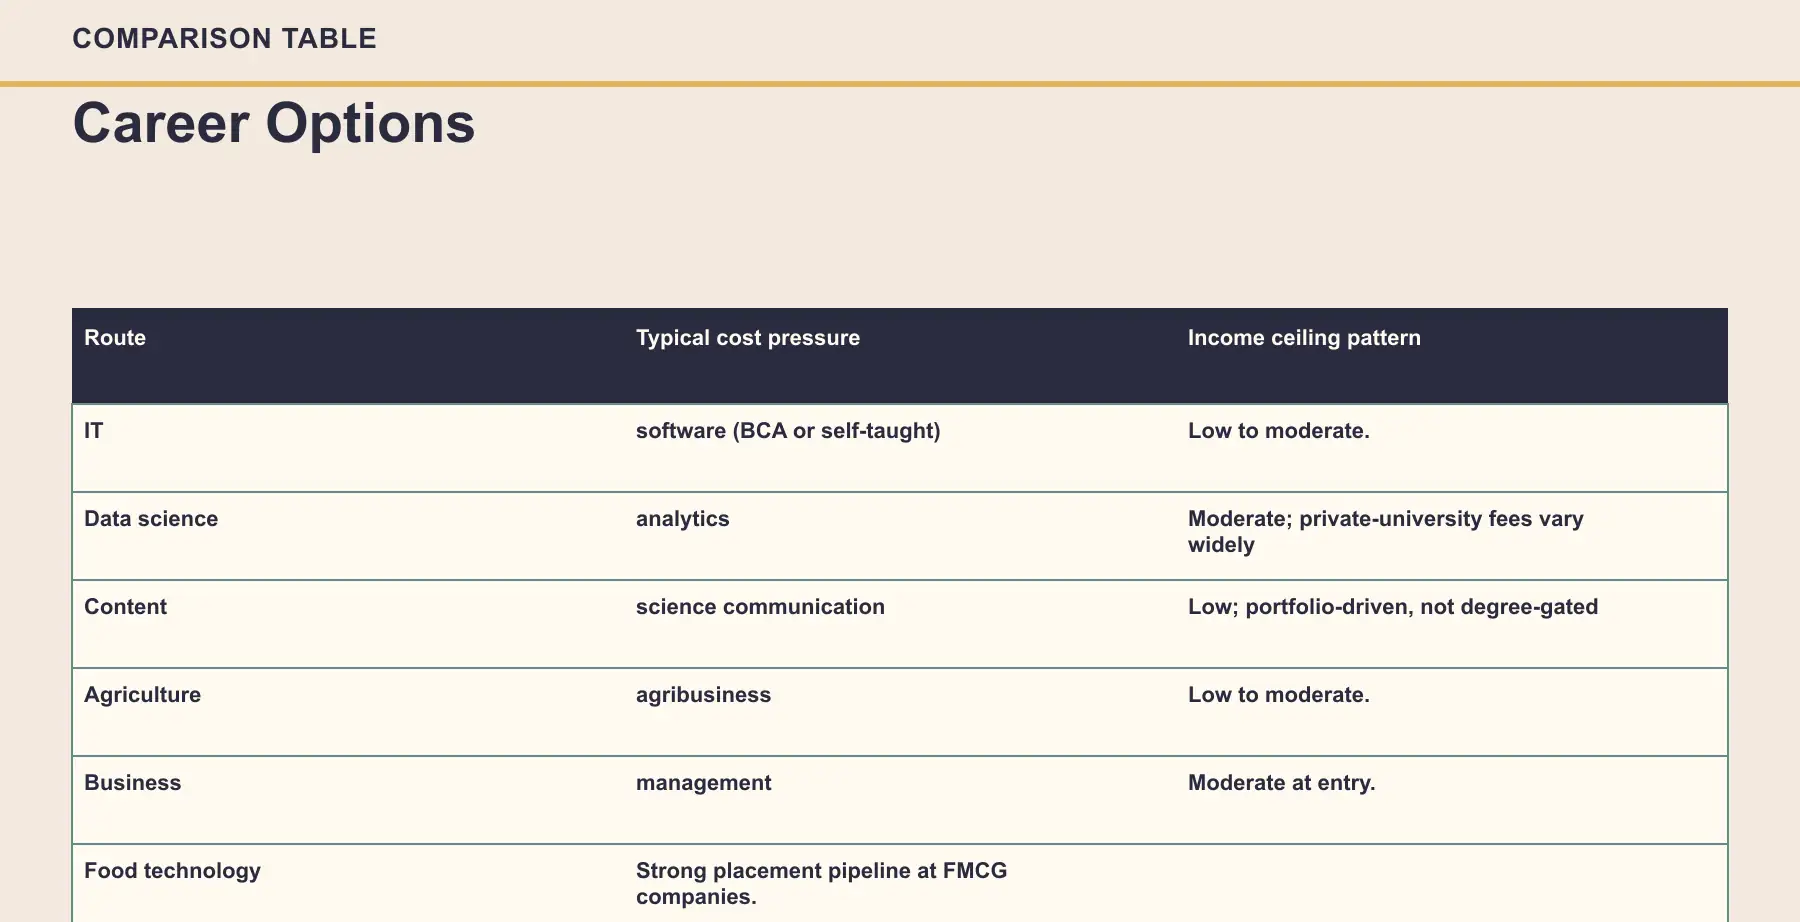 COMPARISON TABLE
Career Options
Route Typical cost pressure Income ceiling pattern
IT software (BCA or self-taught) Low to moderate.
Data science analytics Moderate; private-university fees vary
widely
Content science communication Low; portfolio-driven, not degree-gated
Agriculture agribusiness Low to moderate.
Business management Moderate at entry.
Food technology Strong placement pipeline at FMCG
companies.